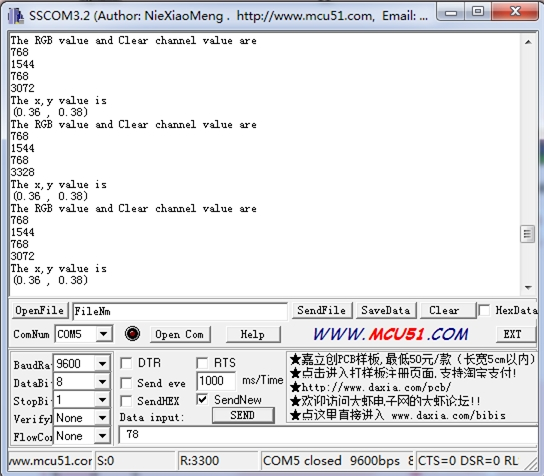 SSCOM3.2 (Author: NieXiaoMeng .  http://www.mcu51.com,  Email: ...
The RGB value and Clear channel value are
768
1544
768
3072
The x,y value is
(0.36 , 0.38)
The RGB value and Clear channel value are
768
1544
768
3328
The x,y value is
(0.36 , 0.38)
The RGB value and Clear channel value are
768
1544
768
3072
The x,y value is
(0.36 , 0.38)
OpenFile FileNm SendFile SaveData Clear HexData
ComNum COM5 Open Com Help WWW.MCU51.COM EXT
BaudRa 9600 DTR RTS
DataBi 8 Send eve 1000 ms/Time
StopBi 1 SendHEX SendNew
Verify None Data input: SEND
FlowCon None 78
★嘉立创PCB样板,最低50元/款（长宽5cm以内）
★点击进入打样板注册页面.支持淘宝支付!
★http://www.daxia.com/pcb/
★欢迎访问大虾电子网的大虾论坛!!
★点这里直接进入 www.daxia.com/bibis
www.mcu51.cor S:0 R:3300 COM5 closed 9600bps 8 CTS=0 DSR=0 RL